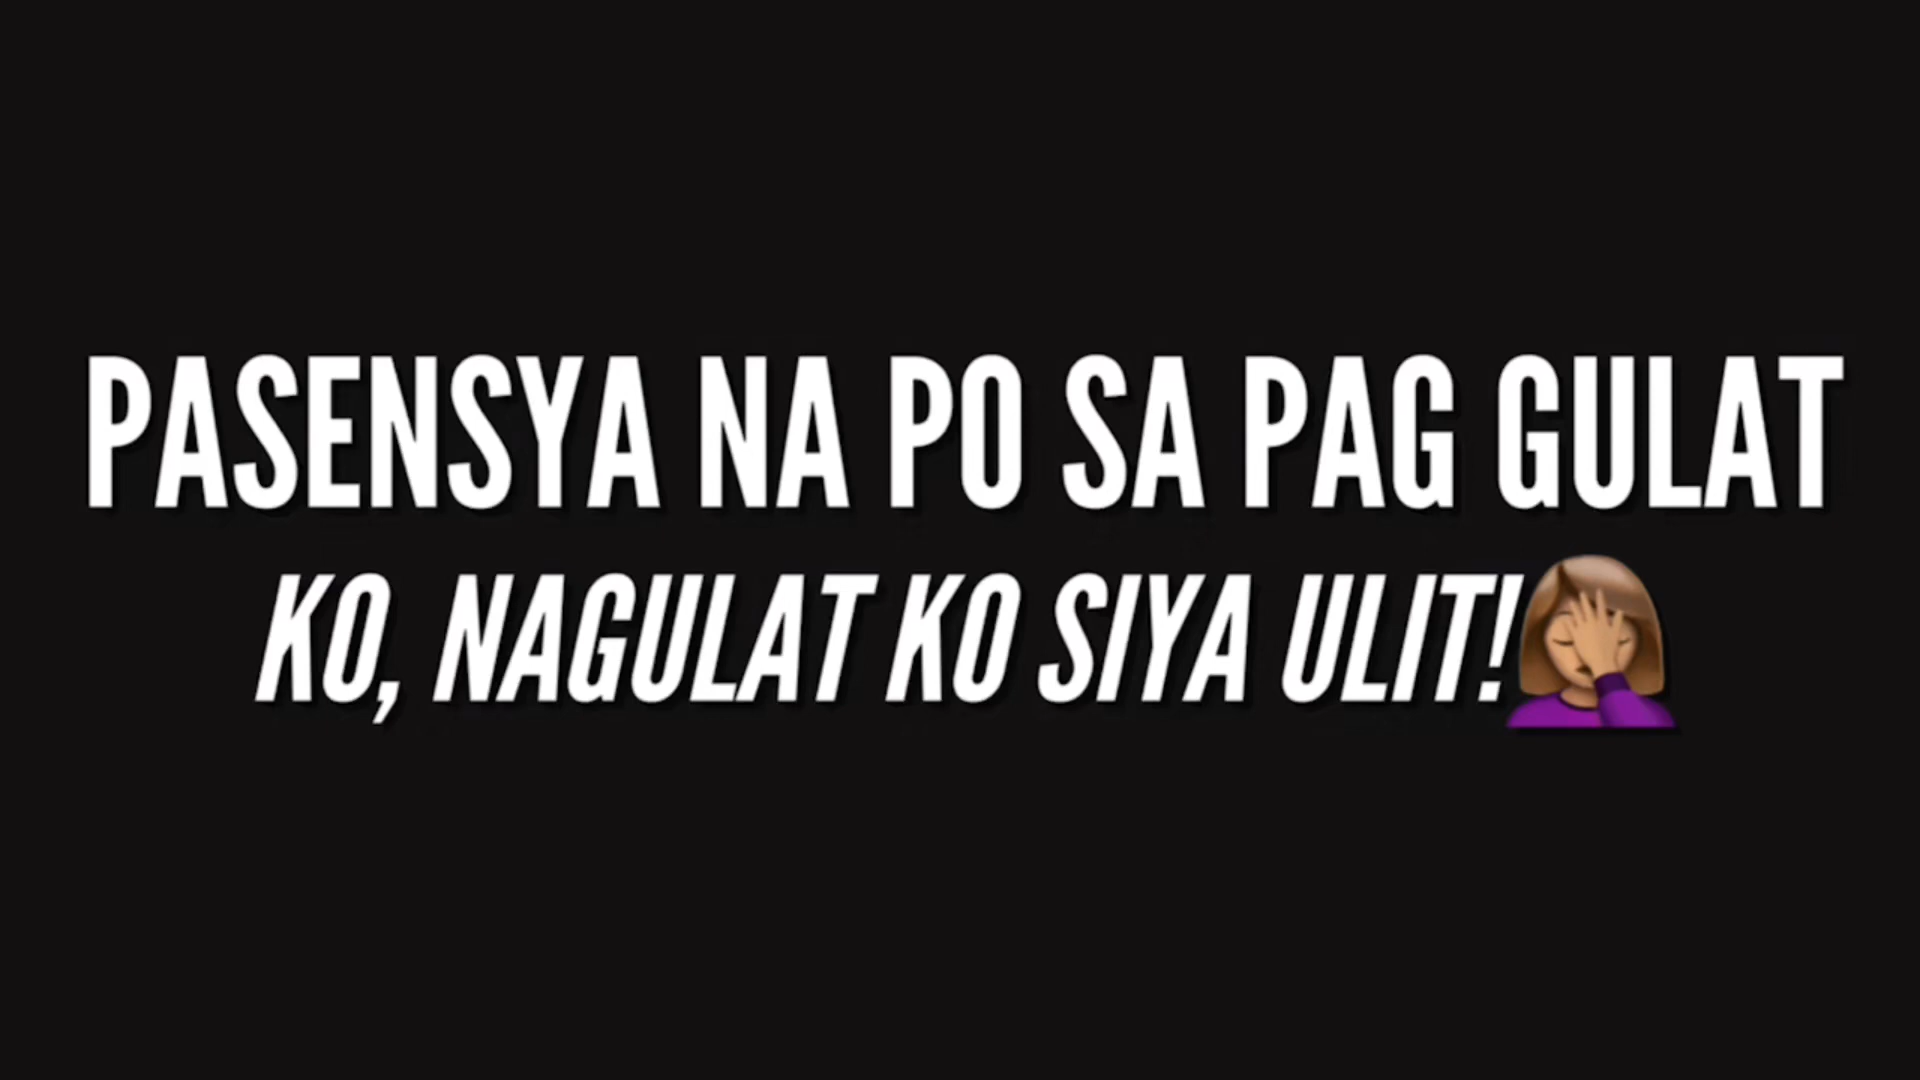 PASENSYA NA PO SA PAG GULAT
KO, NAGULAT KO SIYA ULIT!🤦🏽‍♀️